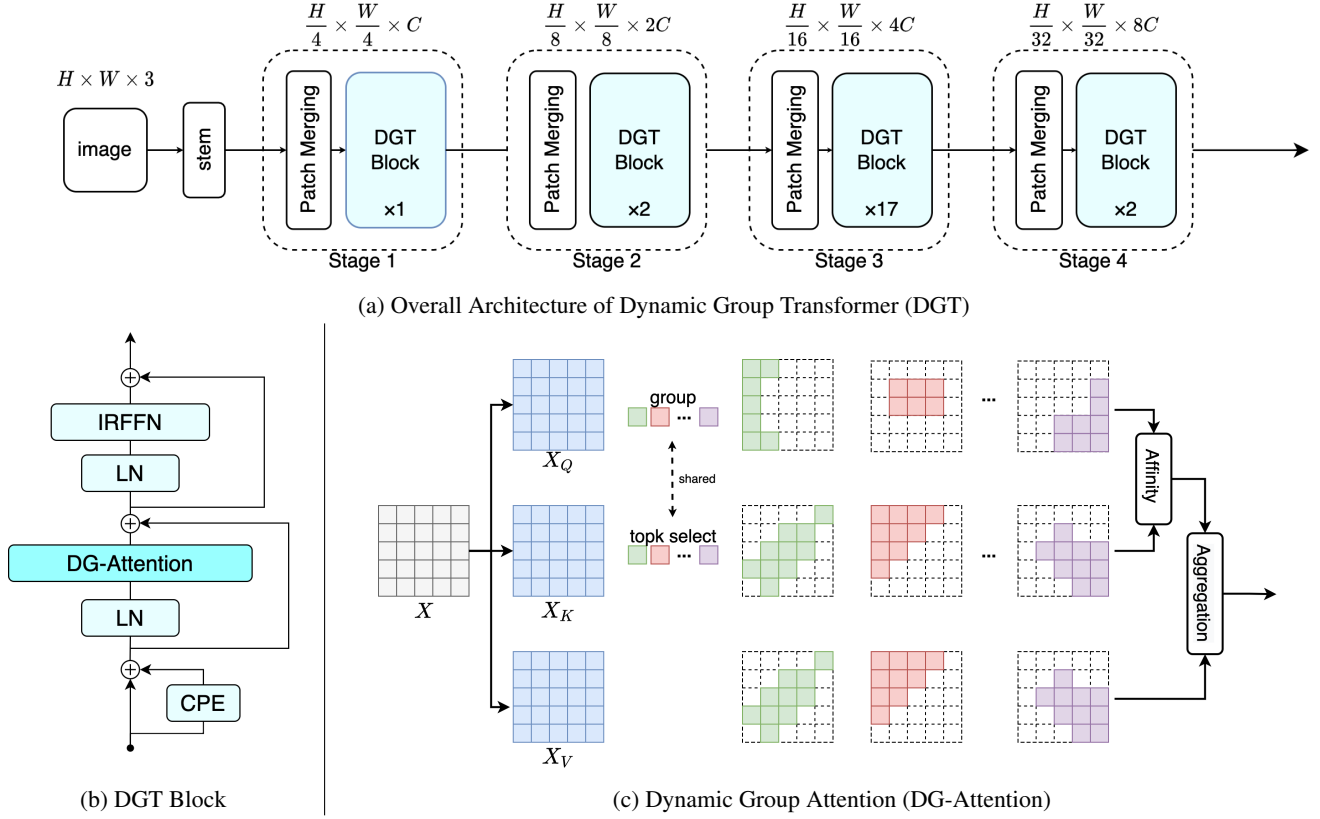 H/4 × W/4 × C
H/8 × W/8 × 2C
H/16 × W/16 × 4C
H/32 × W/32 × 8C
H × W × 3
image
stem
Patch Merging
DGT
Block
×1
Stage 1
Patch Merging
DGT
Block
×2
Stage 2
Patch Merging
DGT
Block
×17
Stage 3
Patch Merging
DGT
Block
×2
Stage 4
(a) Overall Architecture of Dynamic Group Transformer (DGT)
+
IRFFN
LN
+
DG-Attention
LN
+
CPE
(b) DGT Block
X
X_Q
X_K
X_V
group
...
shared
topk select
...
...
...
Affinity
Aggregation
(c) Dynamic Group Attention (DG-Attention)